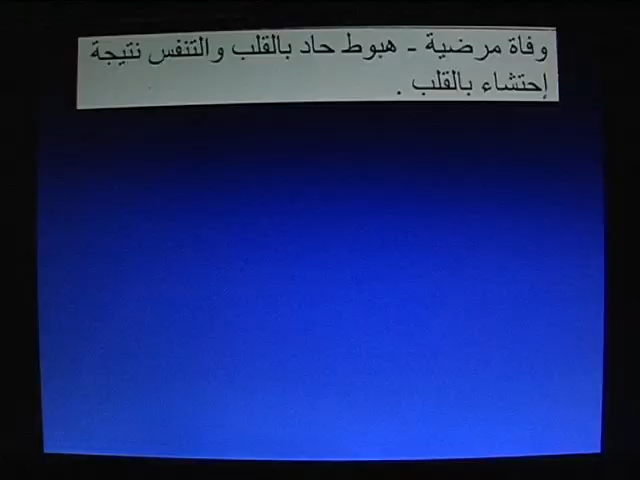 وفاة مرضية - هبوط حاد بالقلب والتنفس نتيجة
إحتشاء بالقلب .